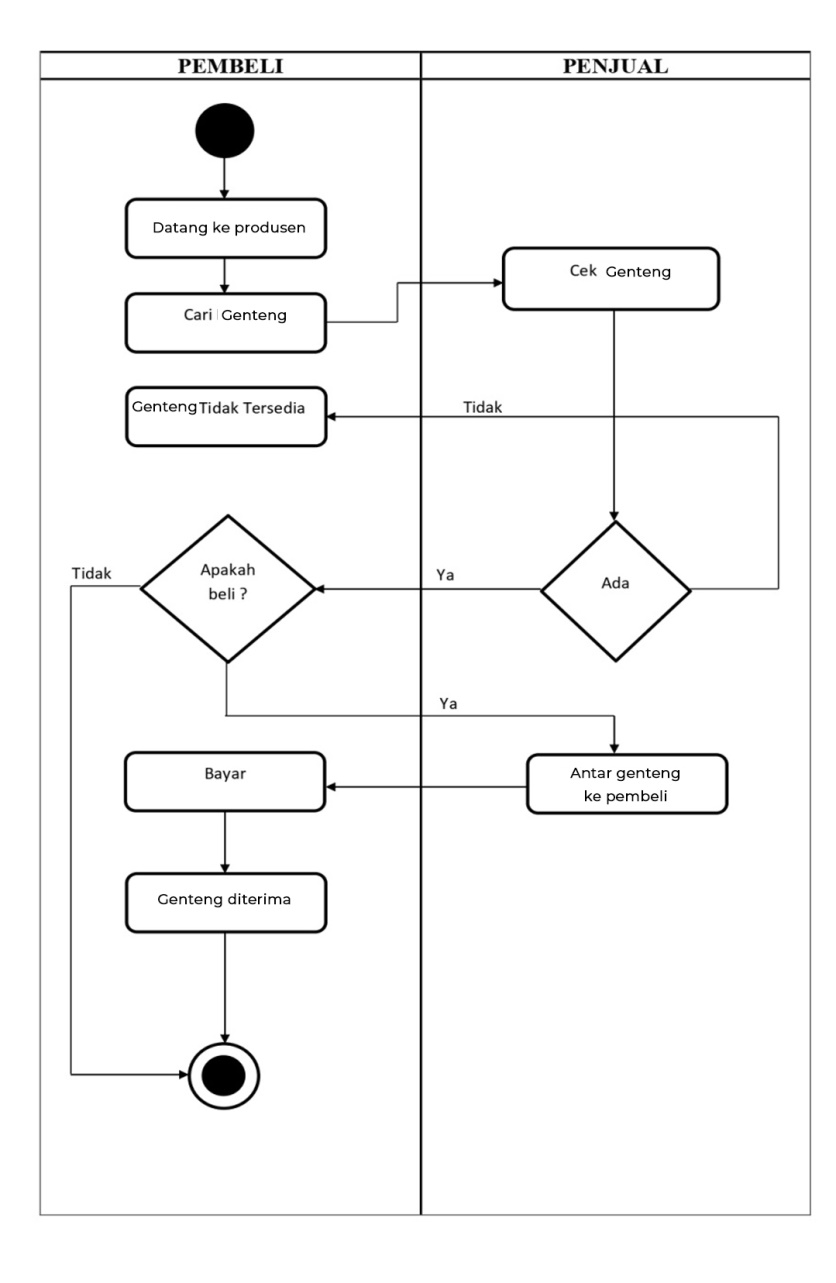 PEMBELI
PENJUAL
Datang ke produsen
Cek Genteng
Cari Genteng
Genteng Tidak Tersedia
Tidak
Tidak
Apakah
beli ?
Ya
Ada
Ya
Bayar
Antar genteng
ke pembeli
Genteng diterima